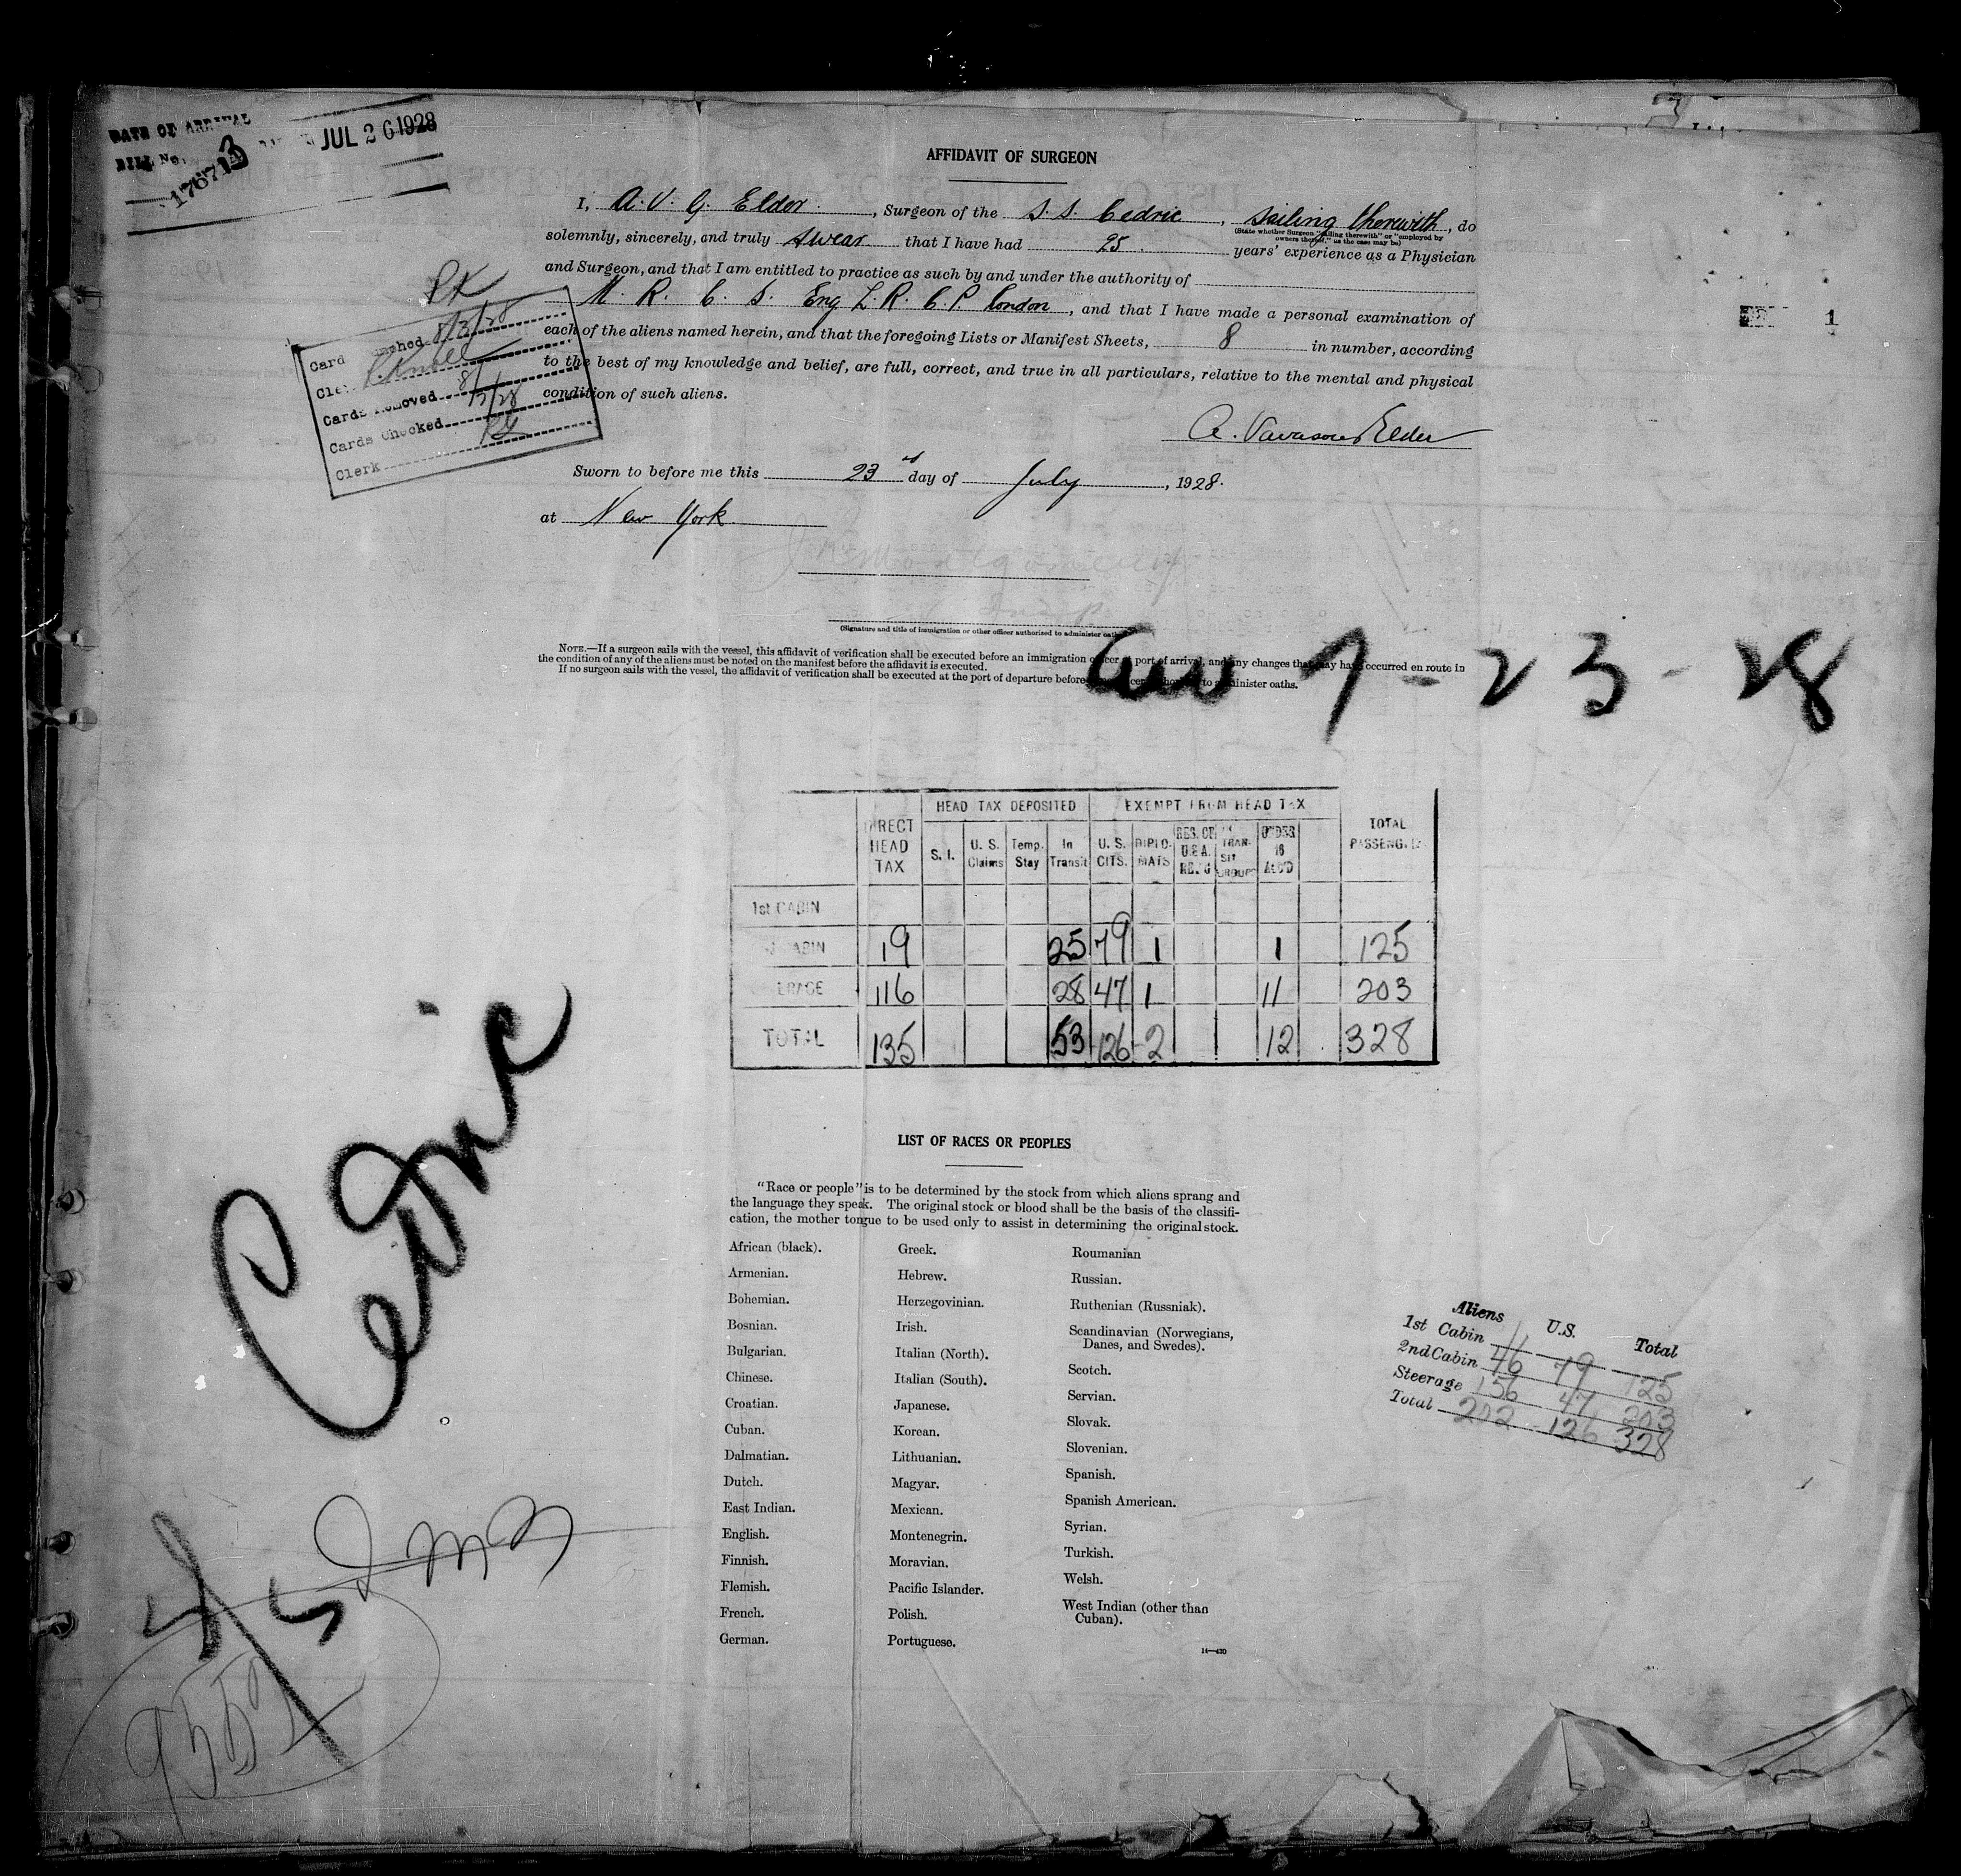 DATE OF ARRIVAL
BILL No. 176713 JUL 26 1928
AFFIDAVIT OF SURGEON
I, A. V. G. Elder, Surgeon of the S. S. Cedric, sailing therewith, do
(State whether Surgeon "sailing therewith" or "employed by
owners thereof," as the case may be)
solemnly, sincerely, and truly swear that I have had 25 years' experience as a Physician
and Surgeon, and that I am entitled to practice as such by and under the authority of
M. R. C. S. Eng L. R. C. P. London, and that I have made a personal examination of
each of the aliens named herein, and that the foregoing Lists or Manifest Sheets, 8 in number, according
to the best of my knowledge and belief, are full, correct, and true in all particulars, relative to the mental and physical
condition of such aliens.
Sworn to before me this 23rd day of July, 1928.
at New York
(Signature and title of immigration or other officer authorized to administer oaths)
NOTE.—If a surgeon sails with the vessel, this affidavit of verification shall be executed before an immigration officer port of arrival, and any changes that may have occurred en route in
the condition of any of the aliens must be noted on the manifest before the affidavit is executed.
If no surgeon sails with the vessel, the affidavit of verification shall be executed at the port of departure before to administer oaths.
7-23-28
Card 8/3/28
Cards Removed
Cards Checked
Clerk
1
HEAD TAX DEPOSITED EXEMPT FROM HEAD TAX
DIRECT HEAD TAX S. I. U. S. Claims Temp. Stay In Transit U. S. CITS. DIPLOMATS RES. OF U.S.A. TRANSIT GROUPS UNDER 16 TOTAL PASSENGERS
1st CABIN
CABIN 19 25 79 1 1 125
116 28 47 1 11 203
TOTAL 135 53 126 2 12 328
Cedric
LIST OF RACES OR PEOPLES
"Race or people" is to be determined by the stock from which aliens sprang and
the language they speak. The original stock or blood shall be the basis of the classifi-
cation, the mother tongue to be used only to assist in determining the original stock.
African (black).
Armenian.
Bohemian.
Bosnian.
Bulgarian.
Chinese.
Croatian.
Cuban.
Dalmatian.
Dutch.
East Indian.
English.
Finnish.
Flemish.
French.
German.
Greek.
Hebrew.
Herzegovinian.
Irish.
Italian (North).
Italian (South).
Japanese.
Korean.
Lithuanian.
Magyar.
Mexican.
Montenegrin.
Moravian.
Pacific Islander.
Polish.
Portuguese.
Roumanian
Russian.
Ruthenian (Russniak).
Scandinavian (Norwegians,
Danes, and Swedes).
Scotch.
Servian.
Slovak.
Slovenian.
Spanish.
Spanish American.
Syrian.
Turkish.
Welsh.
West Indian (other than
Cuban).
14—430
Aliens U.S. Total
1st Cabin
2nd Cabin 46 79 125
Steerage 156 47 203
Total 202 126 328